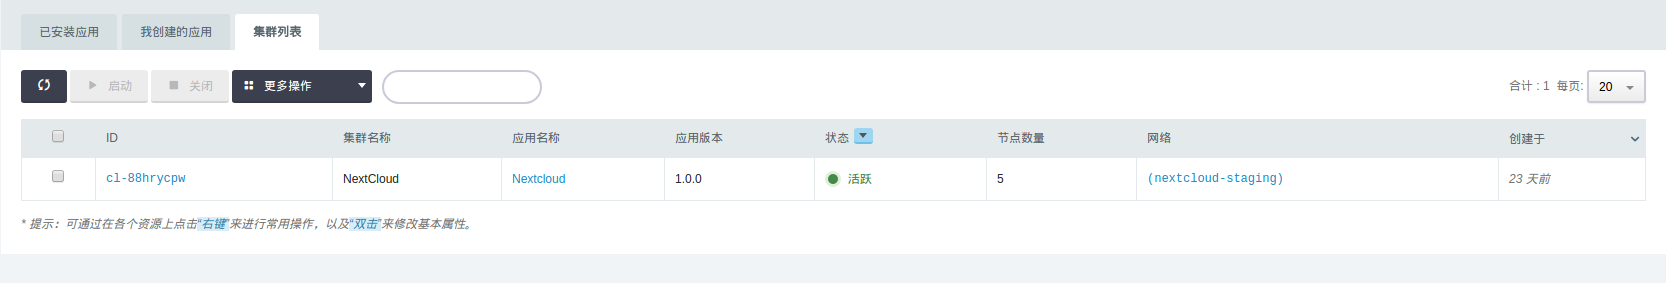 已安装应用 我创建的应用 集群列表
启动 关闭 更多操作 合计 : 1 每页: 20
ID 集群名称 应用名称 应用版本 状态 节点数量 网络 创建于
cl-88hrycpw NextCloud Nextcloud 1.0.0 活跃 5 (nextcloud-staging) 23 天前
* 提示：可通过在各个资源上点击“右键”来进行常用操作，以及“双击”来修改基本属性。